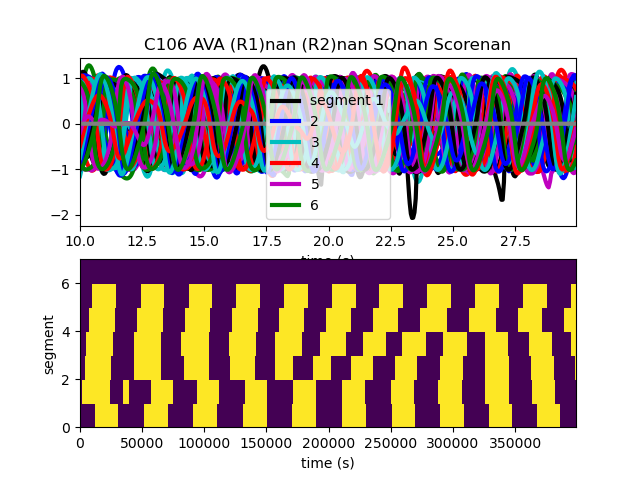 C106 AVA (R1)nan (R2)nan SQnan Scorenan
1
0
−1
−2
segment 1
2
3
4
5
6
10.0 12.5 15.0 17.5 20.0 22.5 25.0 27.5
time (s)
6
4
2
0
segment
0 50000 100000 150000 200000 250000 300000 350000
time (s)